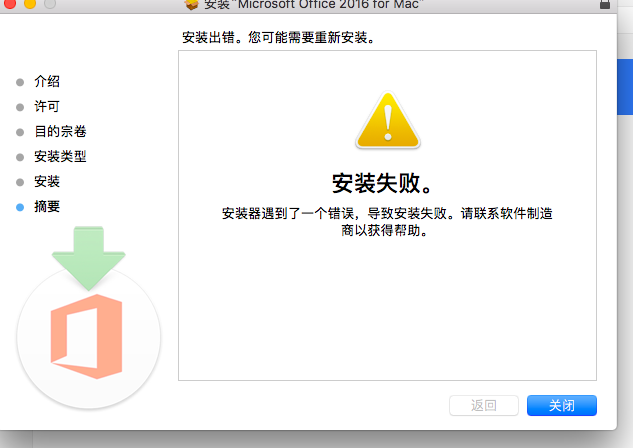 安装“Microsoft Office 2016 for Mac”
安装出错。您可能需要重新安装。
介绍
许可
目的宗卷
安装类型
安装
摘要
安装失败。
安装器遇到了一个错误，导致安装失败。请联系软件制造
商以获得帮助。
返回
关闭